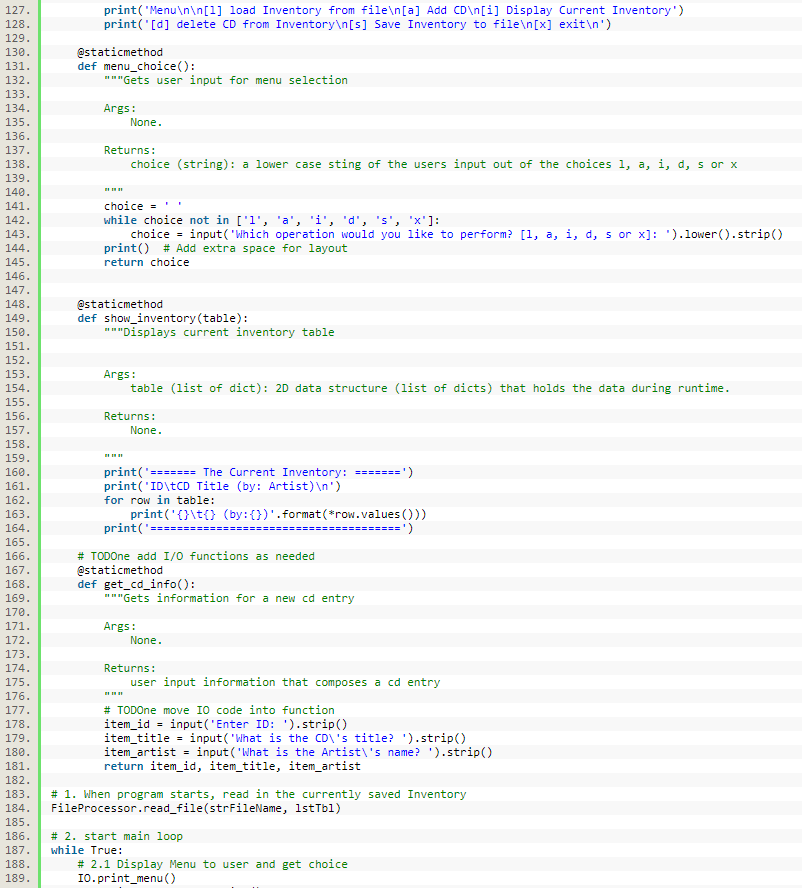 127.         print('Menu\n\n[l] load Inventory from file\n[a] Add CD\n[i] Display Current Inventory')
128.         print('[d] delete CD from Inventory\n[s] Save Inventory to file\n[x] exit\n')
129.
130.     @staticmethod
131.     def menu_choice():
132.         """Gets user input for menu selection
133.
134.         Args:
135.             None.
136.
137.         Returns:
138.             choice (string): a lower case sting of the users input out of the choices l, a, i, d, s or x
139.
140.         """
141.         choice = ' '
142.         while choice not in ['l', 'a', 'i', 'd', 's', 'x']:
143.             choice = input('Which operation would you like to perform? [l, a, i, d, s or x]: ').lower().strip()
144.         print()  # Add extra space for layout
145.         return choice
146.
147.
148.     @staticmethod
149.     def show_inventory(table):
150.         """Displays current inventory table
151.
152.
153.         Args:
154.             table (list of dict): 2D data structure (list of dicts) that holds the data during runtime.
155.
156.         Returns:
157.             None.
158.
159.         """
160.         print('======= The Current Inventory: =======')
161.         print('ID\tCD Title (by: Artist)\n')
162.         for row in table:
163.             print('{}\t{} (by:{})'.format(*row.values()))
164.         print('======================================')
165.
166.     # TODOne add I/O functions as needed
167.     @staticmethod
168.     def get_cd_info():
169.         """Gets information for a new cd entry
170.
171.         Args:
172.             None.
173.
174.         Returns:
175.             user input information that composes a cd entry
176.         """
177.         # TODOne move IO code into function
178.         item_id = input('Enter ID: ').strip()
179.         item_title = input('What is the CD\'s title? ').strip()
180.         item_artist = input('What is the Artist\'s name? ').strip()
181.         return item_id, item_title, item_artist
182.
183. # 1. When program starts, read in the currently saved Inventory
184. FileProcessor.read_file(strFileName, lstTbl)
185.
186. # 2. start main loop
187. while True:
188.     # 2.1 Display Menu to user and get choice
189.     IO.print_menu()